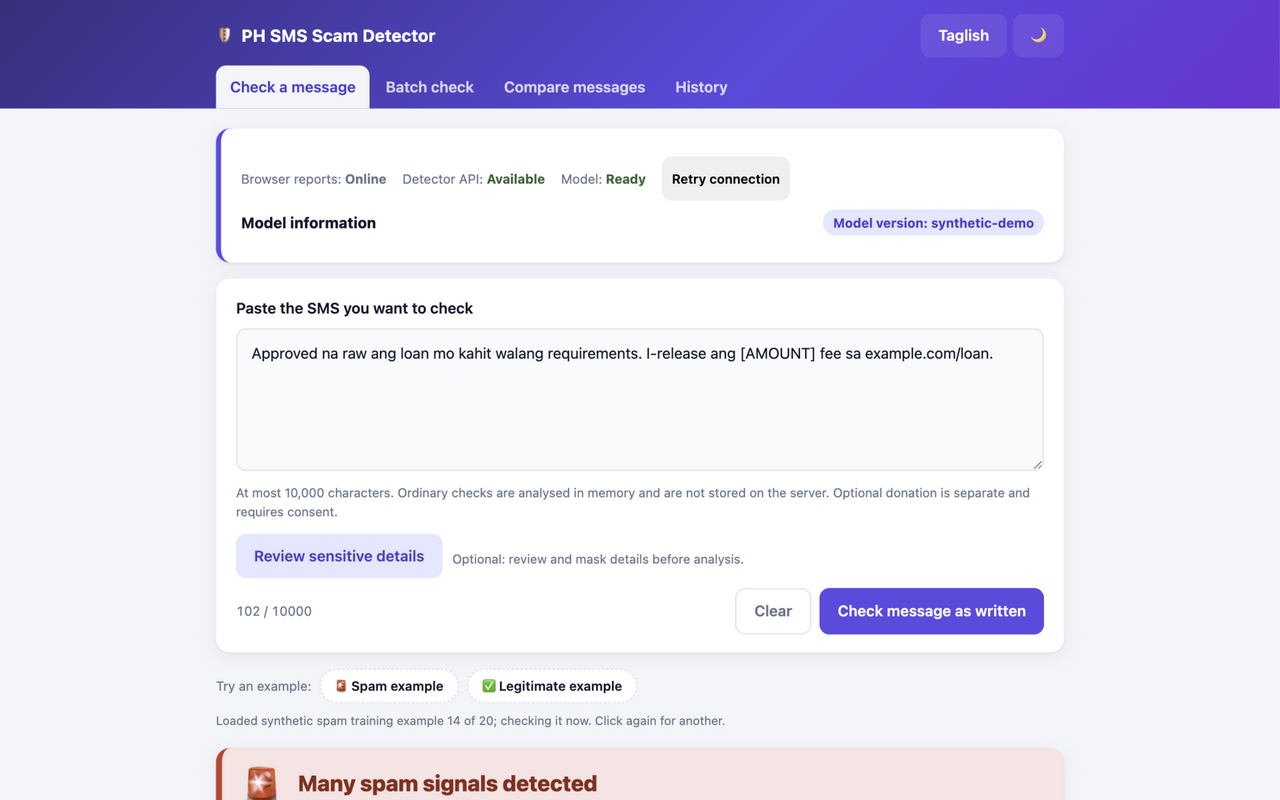 PH SMS Scam Detector
Taglish
Check a message
Batch check
Compare messages
History
Browser reports: Online Detector API: Available Model: Ready
Retry connection
Model information
Model version: synthetic-demo
Paste the SMS you want to check
Approved na raw ang loan mo kahit walang requirements. I-release ang [AMOUNT] fee sa example.com/loan.
At most 10,000 characters. Ordinary checks are analysed in memory and are not stored on the server. Optional donation is separate and
requires consent.
Review sensitive details
Optional: review and mask details before analysis.
102 / 10000
Clear
Check message as written
Try an example:
Spam example
Legitimate example
Loaded synthetic spam training example 14 of 20; checking it now. Click again for another.
Many spam signals detected